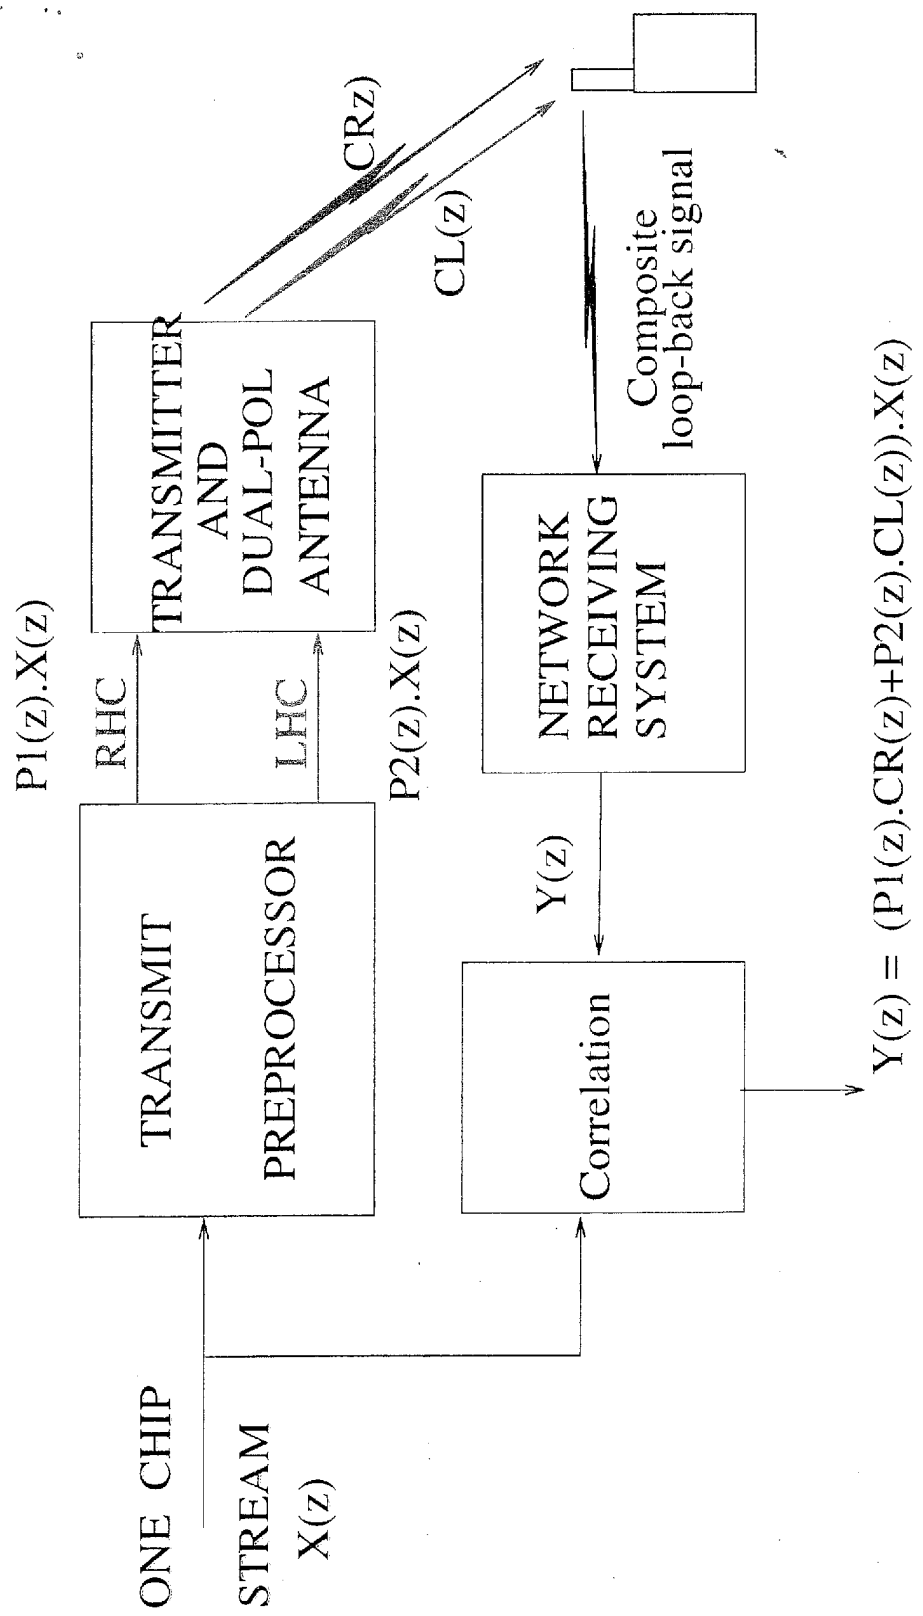 ONE CHIP
STREAM
X(z)
TRANSMIT
PREPROCESSOR
P1(z).X(z)
RHC
LHC
P2(z).X(z)
TRANSMITTER
AND
DUAL-POL
ANTENNA
CRz)
CL(z)
Composite
loop-back signal
NETWORK
RECEIVING
SYSTEM
Y(z)
Correlation
Y(z) = (P1(z).CR(z)+P2(z).CL(z)).X(z)